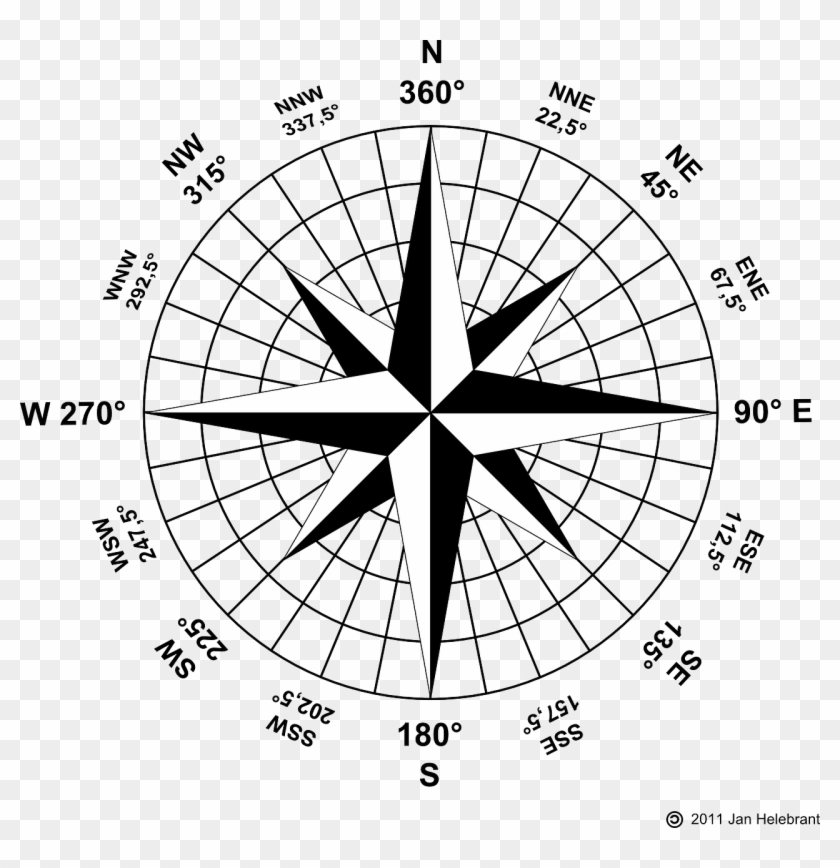 N
360°
NNE
22,5°
NE
45°
ENE
67,5°
90° E
ESE
112,5°
SE
135°
SSE
157,5°
180°
S
SSW
202,5°
SW
225°
WSW
247,5°
W 270°
WNW
292,5°
NW
315°
NNW
337,5°
© 2011 Jan Helebrant